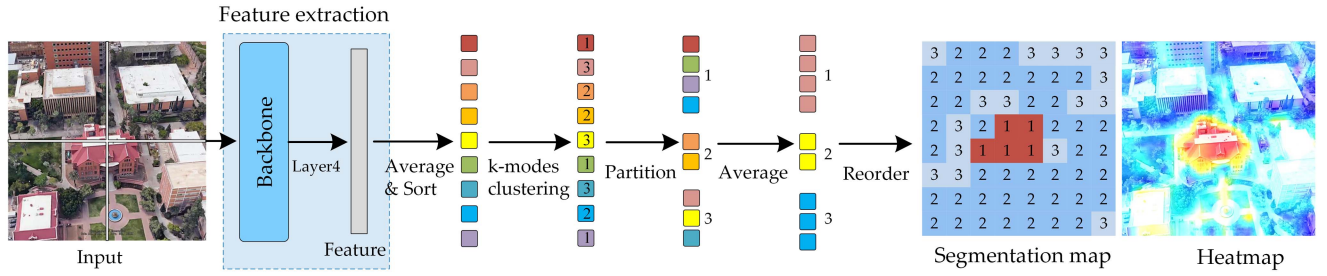 Feature extraction
Backbone
Layer4
Feature
Input
Average
& Sort
k-modes
clustering
1
3
2
2
3
1
3
2
1
Partition
1
2
3
Average
1
2
3
Reorder
3 2 2 2 3 3 3 3
2 2 2 2 2 2 2 3
2 2 3 3 2 2 3 3
2 3 2 1 1 2 2 2
2 3 1 1 1 3 2 2
3 3 2 2 2 2 2 2
2 2 2 2 2 2 2 2
2 2 2 2 2 2 2 3
Segmentation map
Heatmap